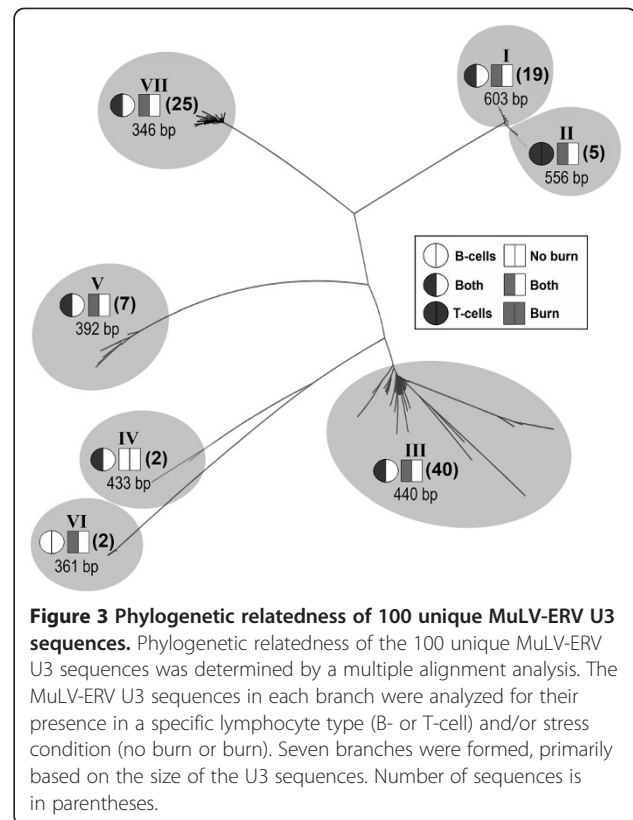 VII
(25)
346 bp
I
(19)
603 bp
II
(5)
556 bp
B-cells No burn
Both Both
T-cells Burn
V
(7)
392 bp
IV
(2)
433 bp
III
(40)
440 bp
VI
(2)
361 bp
Figure 3 Phylogenetic relatedness of 100 unique MuLV-ERV U3
sequences. Phylogenetic relatedness of the 100 unique MuLV-ERV
U3 sequences was determined by a multiple alignment analysis. The
MuLV-ERV U3 sequences in each branch were analyzed for their
presence in a specific lymphocyte type (B- or T-cell) and/or stress
condition (no burn or burn). Seven branches were formed, primarily
based on the size of the U3 sequences. Number of sequences is
in parentheses.